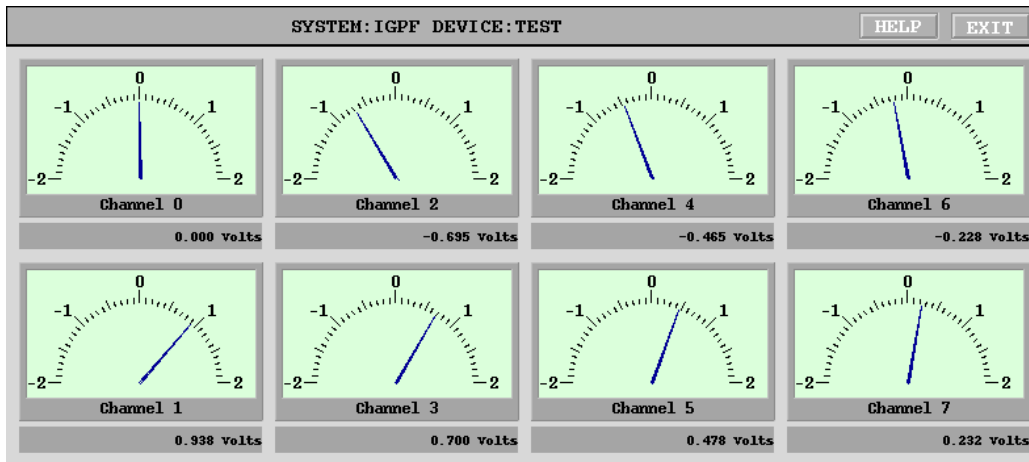 SYSTEM:IGPF DEVICE:TEST HELP EXIT
-2 -1 0 1 2
Channel 0
0.000 Volts
-2 -1 0 1 2
Channel 2
-0.695 Volts
-2 -1 0 1 2
Channel 4
-0.465 Volts
-2 -1 0 1 2
Channel 6
-0.228 Volts
-2 -1 0 1 2
Channel 1
0.938 Volts
-2 -1 0 1 2
Channel 3
0.700 Volts
-2 -1 0 1 2
Channel 5
0.478 Volts
-2 -1 0 1 2
Channel 7
0.232 Volts